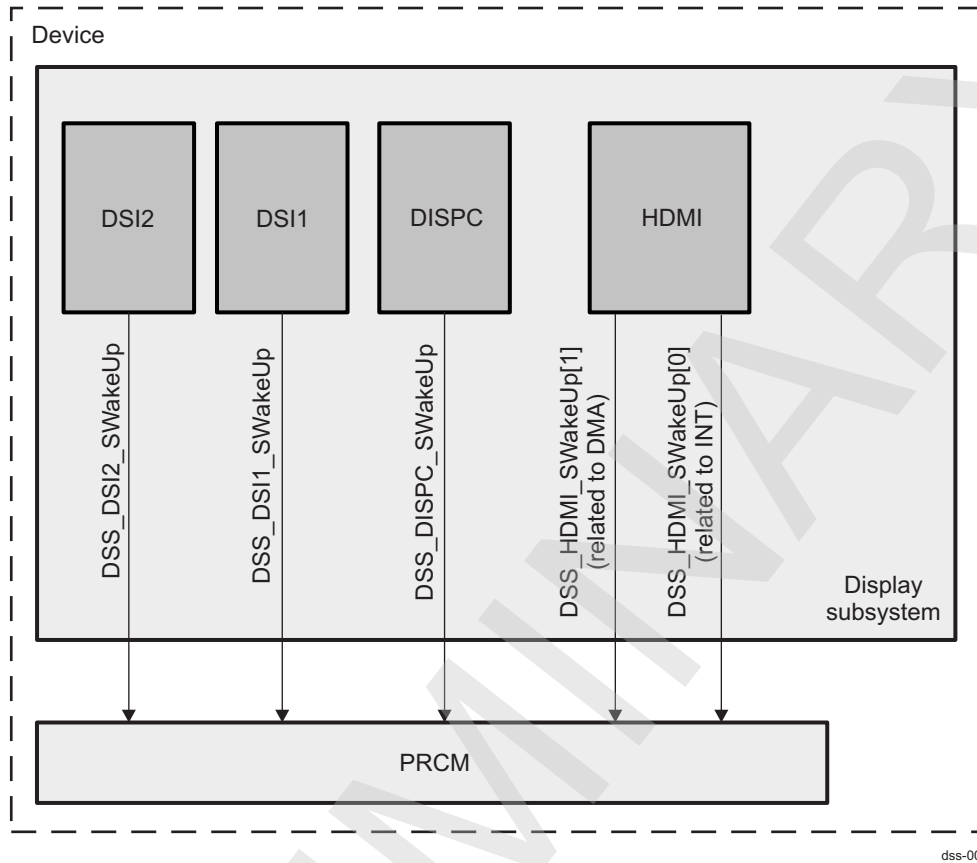 Device
DSI2
DSI1
DISPC
HDMI
DSS_DSI2_SWakeUp
DSS_DSI1_SWakeUp
DSS_DISPC_SWakeUp
DSS_HDMI_SWakeUp[1]
(related to DMA)
DSS_HDMI_SWakeUp[0]
(related to INT)
Display
subsystem
PRCM